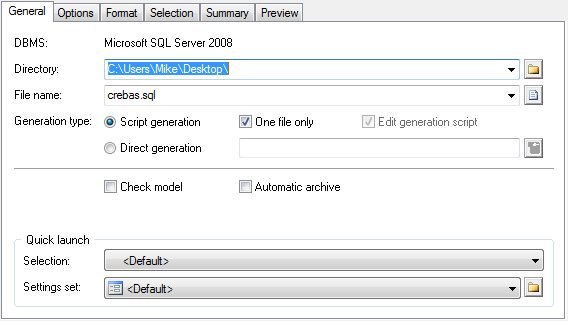 General Options Format Selection Summary Preview
DBMS: Microsoft SQL Server 2008
Directory: C:\Users\Mike\Desktop\
File name: crebas.sql
Generation type: Script generation One file only Edit generation script
Direct generation
Check model Automatic archive
Quick launch
Selection: <Default>
Settings set: <Default>